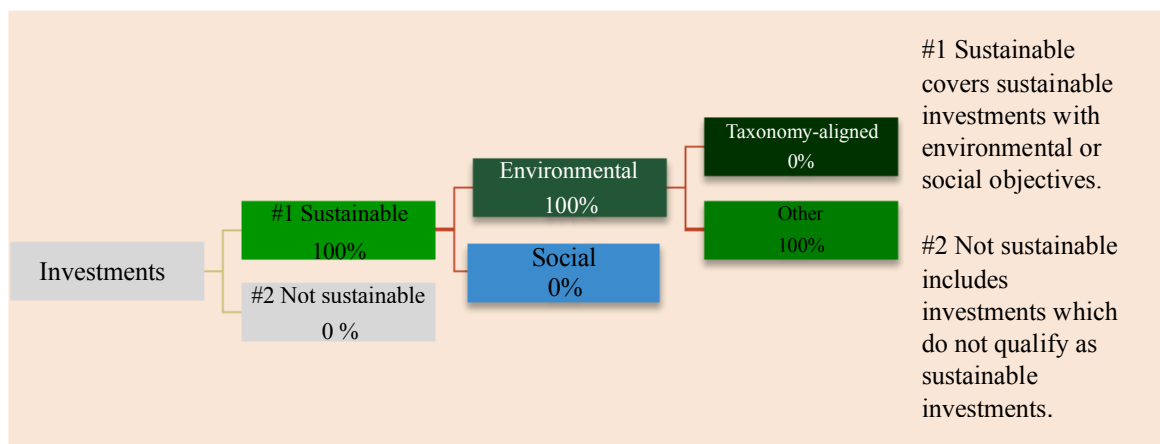 Investments
#1 Sustainable
100%
#2 Not sustainable
0 %
Environmental
100%
Social
0%
Taxonomy-aligned
0%
Other
100%
#1 Sustainable
covers sustainable
investments with
environmental or
social objectives.
#2 Not sustainable
includes
investments which
do not qualify as
sustainable
investments.